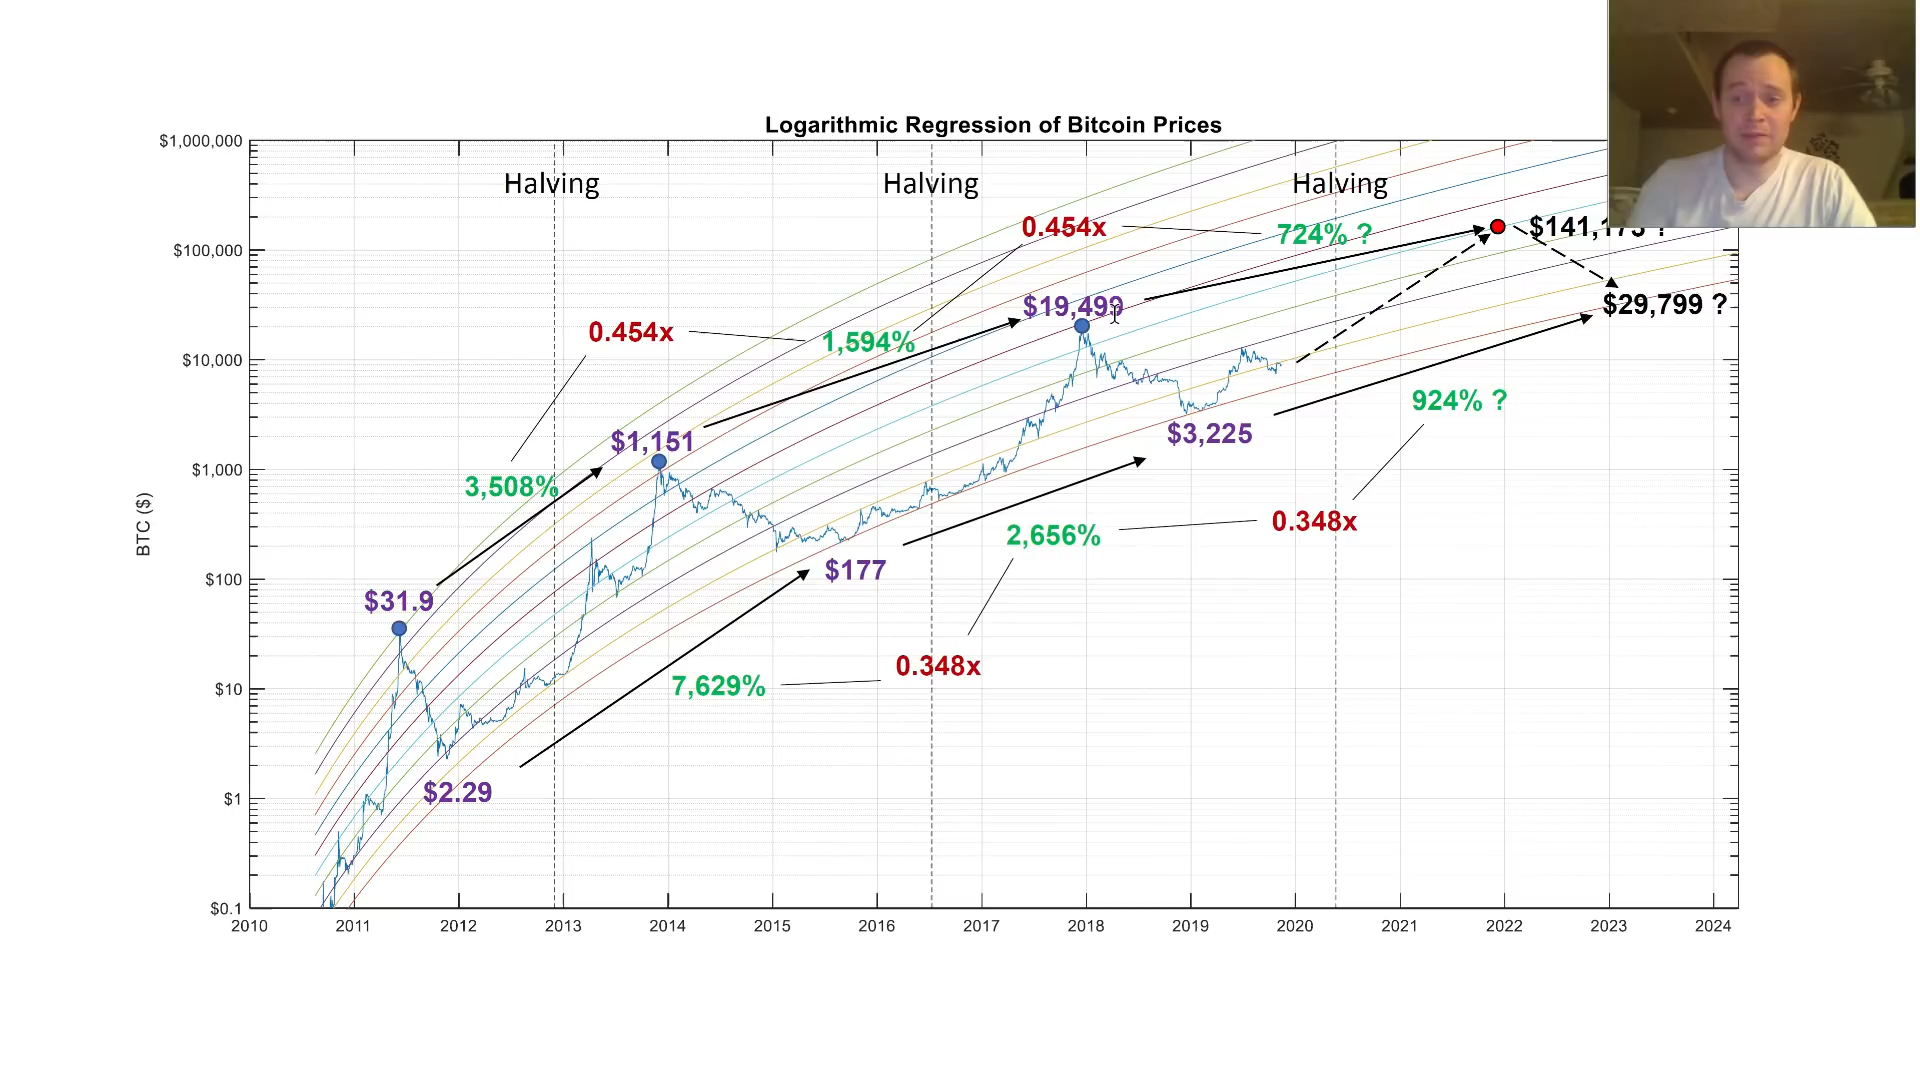 Logarithmic Regression of Bitcoin Prices
$1,000,000
Halving
Halving
Halving
0.454x
724% ?
$141,173 ?
$100,000
$19,499
$29,799 ?
0.454x
1,594%
$10,000
924% ?
$1,151
$3,225
$1,000
3,508%
BTC ($)
2,656%
0.348x
$177
$100
$31.9
0.348x
7,629%
$10
$2.29
$1
$0.1
2010 2011 2012 2013 2014 2015 2016 2017 2018 2019 2020 2021 2022 2023 2024